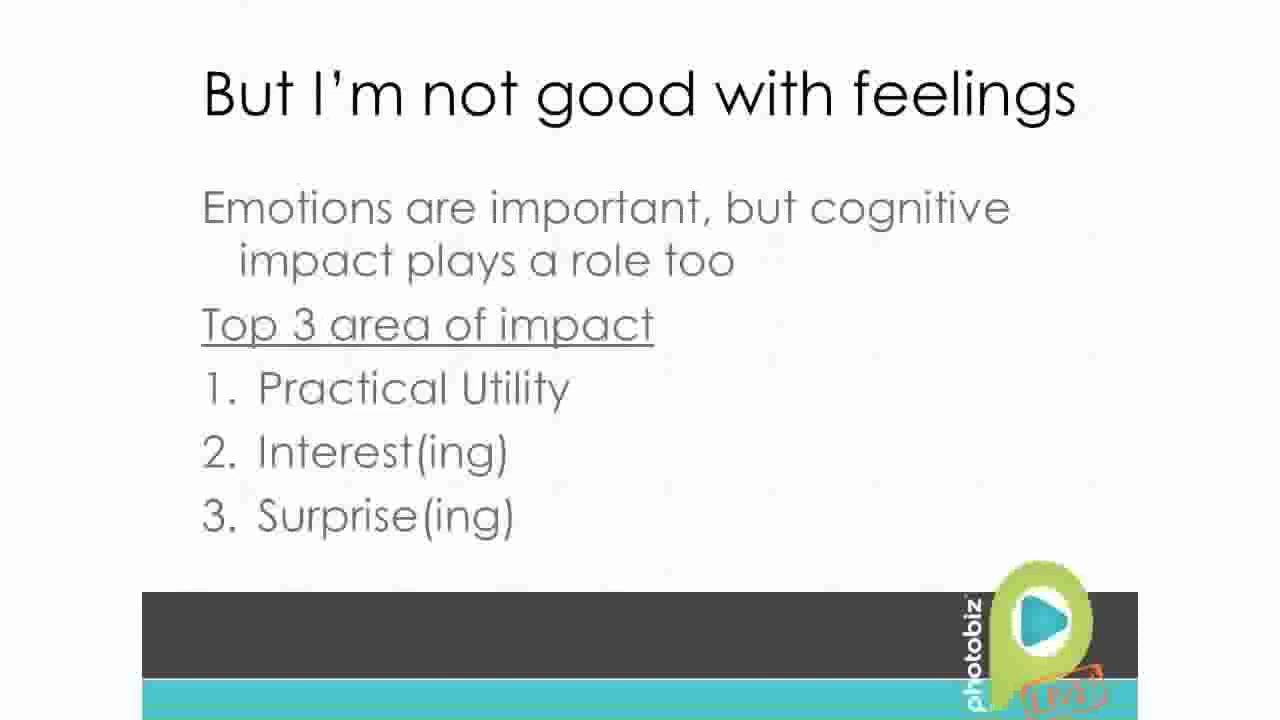 But I'm not good with feelings
Emotions are important, but cognitive
impact plays a role too
Top 3 area of impact
1. Practical Utility
2. Interest(ing)
3. Surprise(ing)
photobiz
LIVE